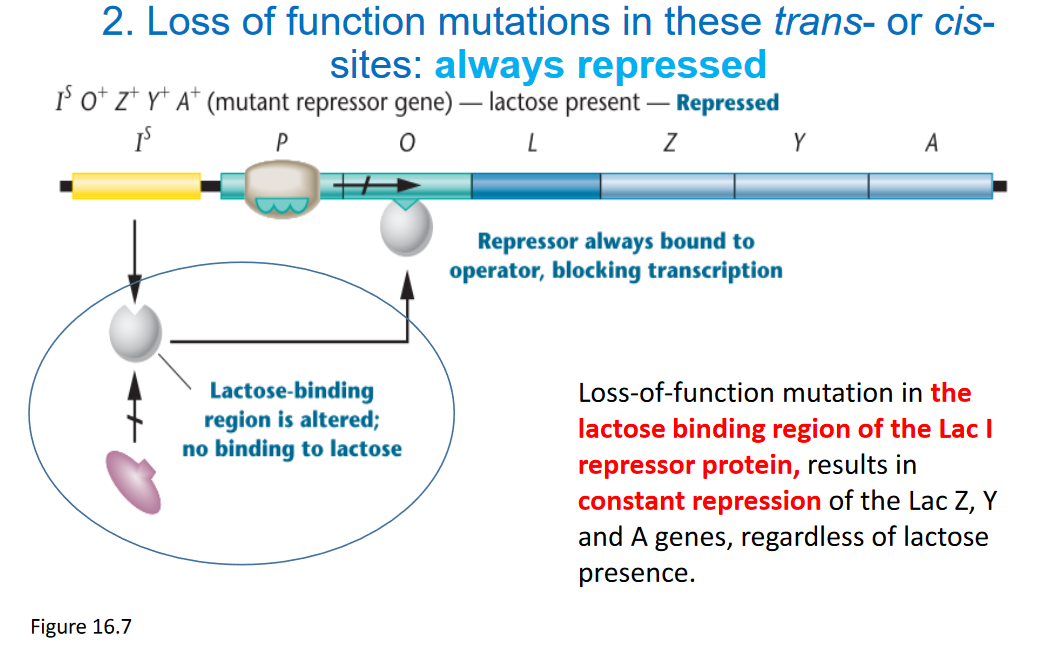 2. Loss of function mutations in these trans- or cis-
sites: always repressed
Iˢ O⁺ Z⁺ Y⁺ A⁺ (mutant repressor gene) — lactose present — Repressed
Iˢ P O L Z Y A
Repressor always bound to
operator, blocking transcription
Lactose-binding
region is altered;
no binding to lactose
Loss-of-function mutation in the
lactose binding region of the Lac I
repressor protein, results in
constant repression of the Lac Z, Y
and A genes, regardless of lactose
presence.
Figure 16.7